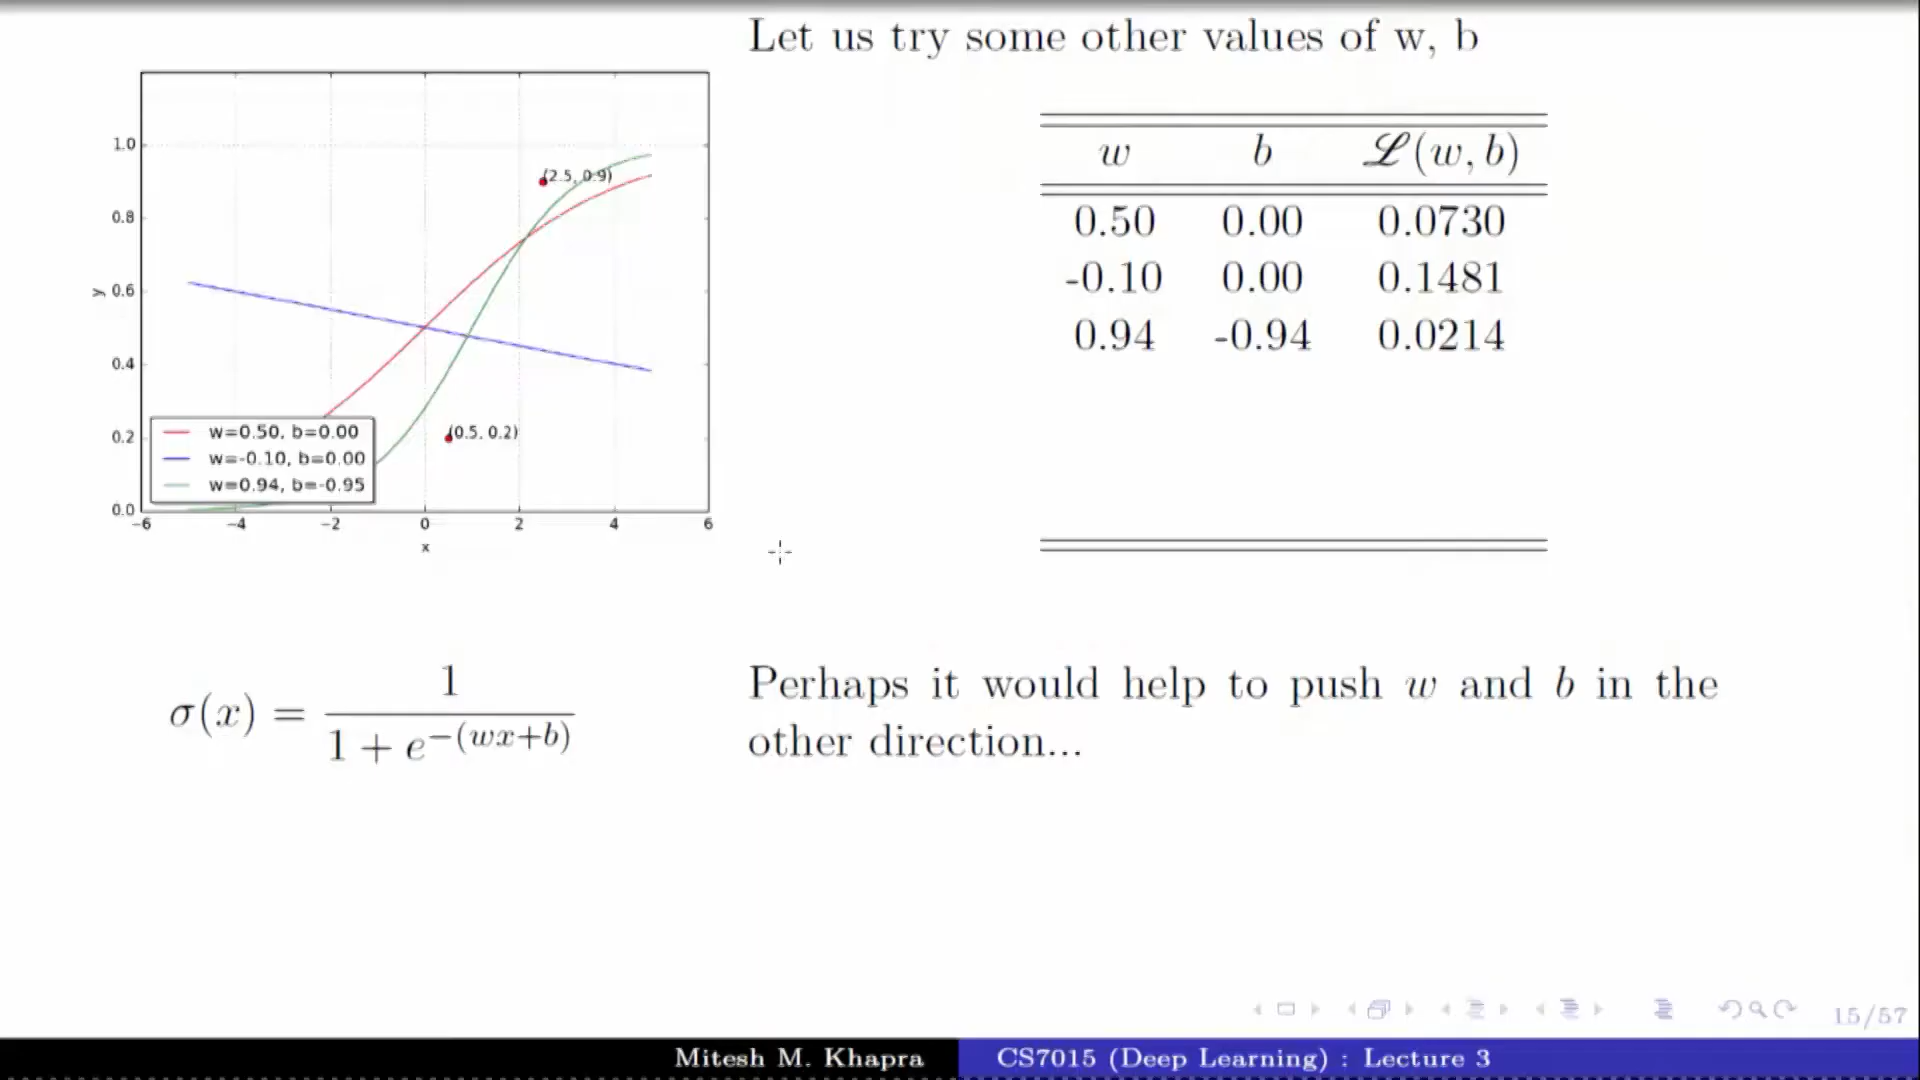 Let us try some other values of w, b
1.0
0.8
0.6
0.4
0.2
0.0
y
−6 −4 −2 0 2 4 6
x
(2.5, 0.9)
(0.5, 0.2)
w=0.50, b=0.00
w=-0.10, b=0.00
w=0.94, b=-0.95
w b ℒ(w, b)
0.50 0.00 0.0730
-0.10 0.00 0.1481
0.94 -0.94 0.0214
σ(x) = 1 / (1 + e^−(wx+b))
Perhaps it would help to push w and b in the
other direction...
15/57
Mitesh M. Khapra CS7015 (Deep Learning) : Lecture 3